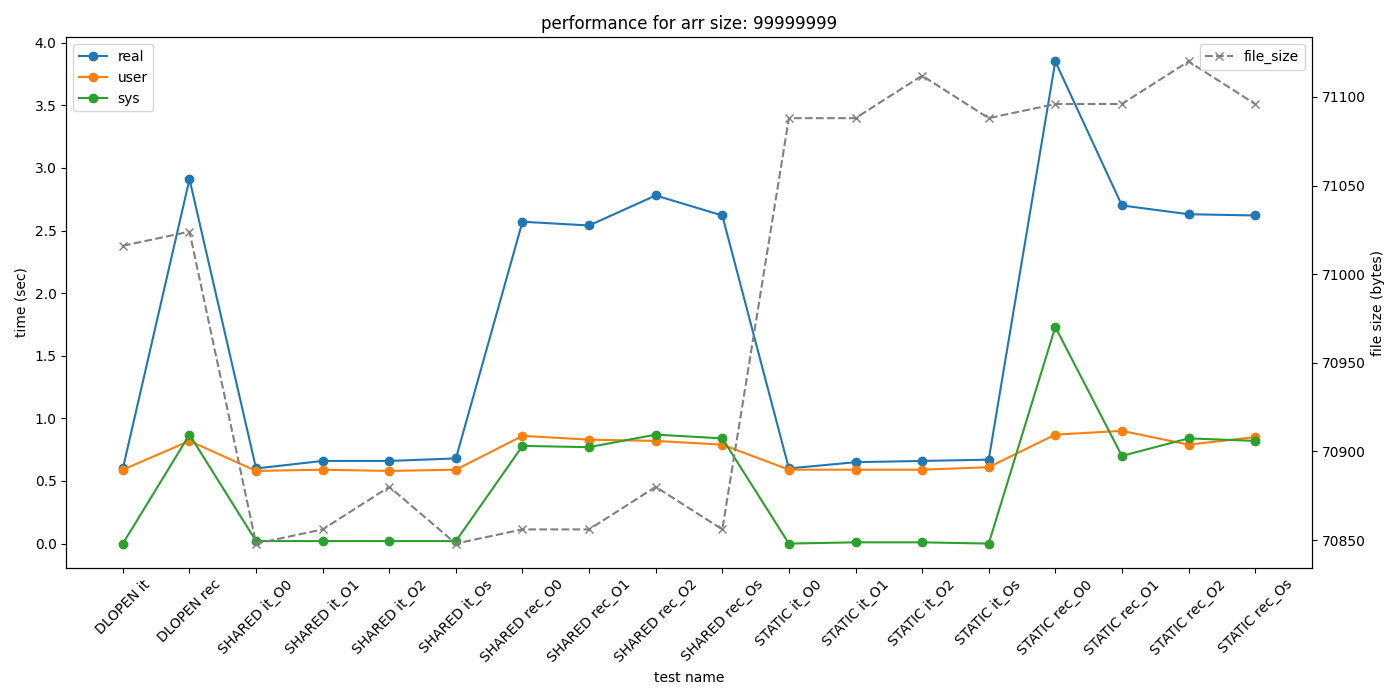 performance for arr size: 99999999
real
user
sys
file_size
time (sec)
4.0
3.5
3.0
2.5
2.0
1.5
1.0
0.5
0.0
71100
71050
71000
70950
70900
70850
file size (bytes)
DLOPEN it
DLOPEN rec
SHARED it_O0
SHARED it_O1
SHARED it_O2
SHARED it_Os
SHARED rec_O0
SHARED rec_O1
SHARED rec_O2
SHARED rec_Os
STATIC it_O0
STATIC it_O1
STATIC it_O2
STATIC it_Os
STATIC rec_O0
STATIC rec_O1
STATIC rec_O2
STATIC rec_Os
test name